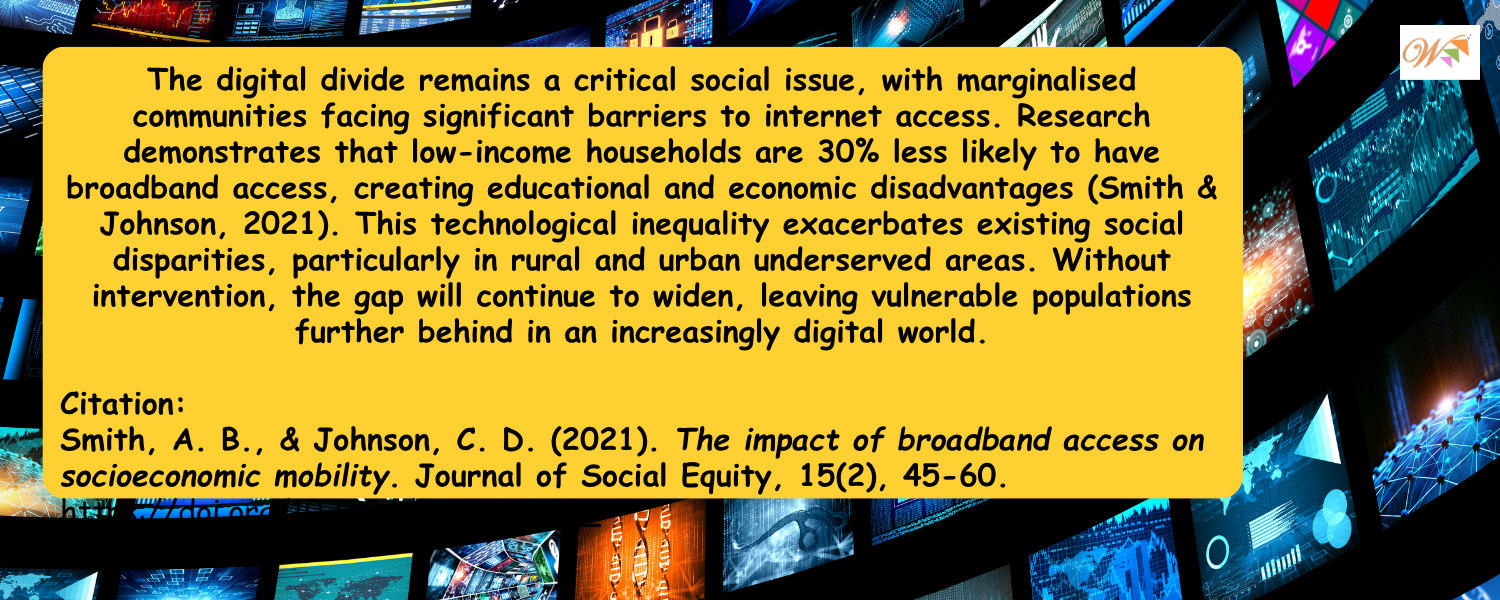 The digital divide remains a critical social issue, with marginalised
communities facing significant barriers to internet access. Research
demonstrates that low-income households are 30% less likely to have
broadband access, creating educational and economic disadvantages (Smith &
Johnson, 2021). This technological inequality exacerbates existing social
disparities, particularly in rural and urban underserved areas. Without
intervention, the gap will continue to widen, leaving vulnerable populations
further behind in an increasingly digital world.
Citation:
Smith, A. B., & Johnson, C. D. (2021). The impact of broadband access on
socioeconomic mobility. Journal of Social Equity, 15(2), 45-60.
W